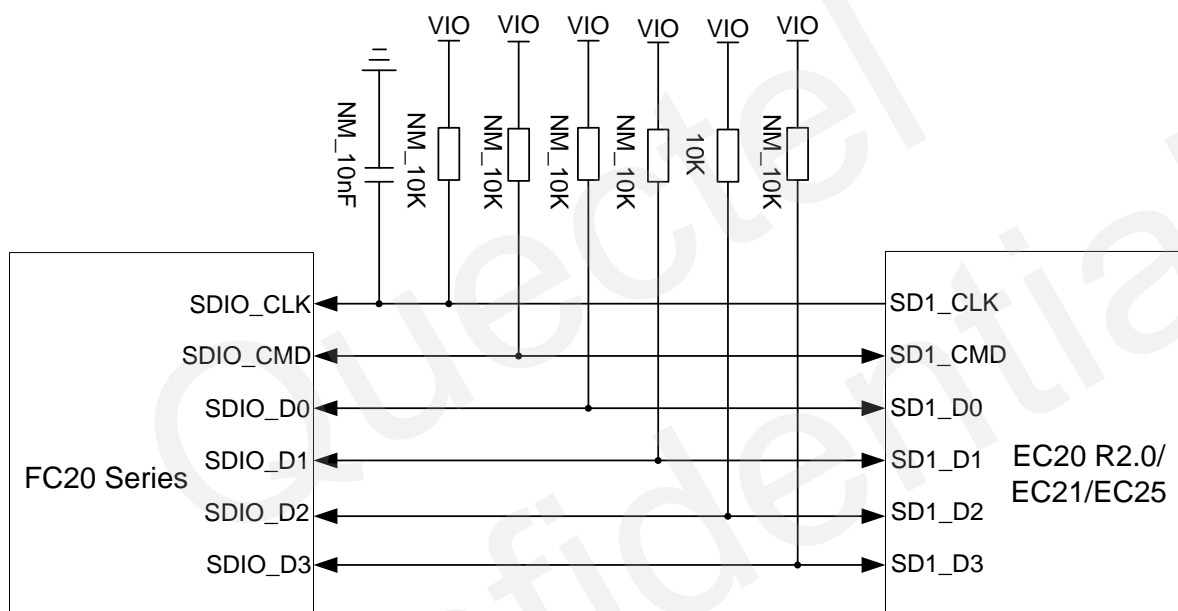 VIO VIO VIO VIO VIO VIO
NM_10nF
NM_10K
NM_10K
NM_10K
NM_10K
10K
NM_10K
SDIO_CLK SD1_CLK
SDIO_CMD SD1_CMD
SDIO_D0 SD1_D0
SDIO_D1 SD1_D1
FC20 Series
EC20 R2.0/
EC21/EC25
SDIO_D2 SD1_D2
SDIO_D3 SD1_D3
Quectel